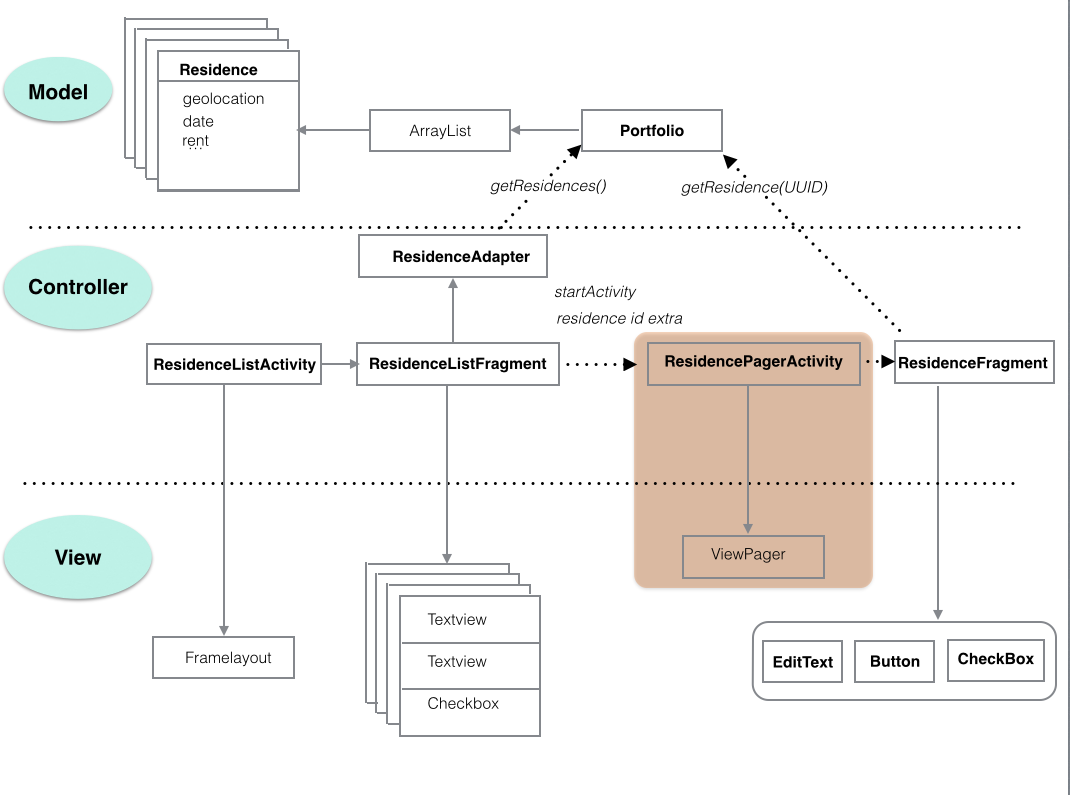 Model
Residence
geolocation
date
rent
...
ArrayList
Portfolio
getResidences()
getResidence(UUID)
Controller
ResidenceAdapter
startActivity
residence id extra
ResidenceListActivity
ResidenceListFragment
ResidencePagerActivity
ResidenceFragment
View
ViewPager
Framelayout
Textview
Textview
Checkbox
EditText
Button
CheckBox